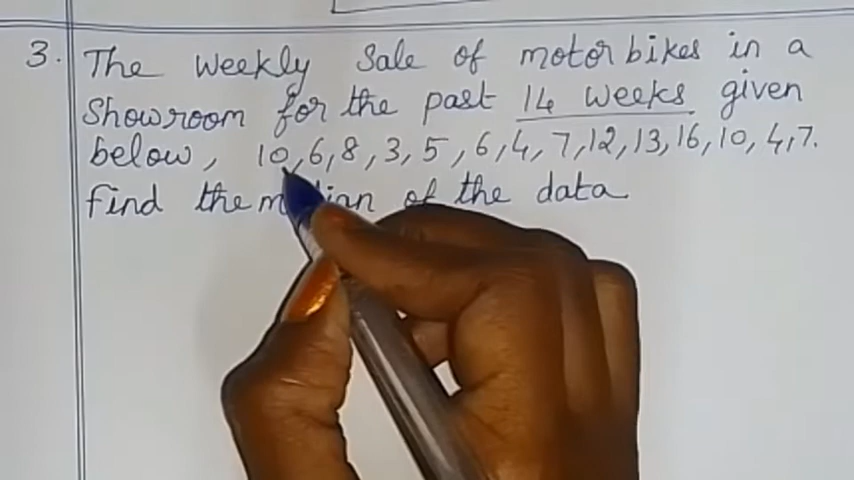 3. The weekly Sale of motor bikes in a
Showroom for the past 14 weeks given
below, 10, 6, 8, 3, 5, 6, 4, 7, 12, 13, 16, 10, 4, 7.
find the median of the data.